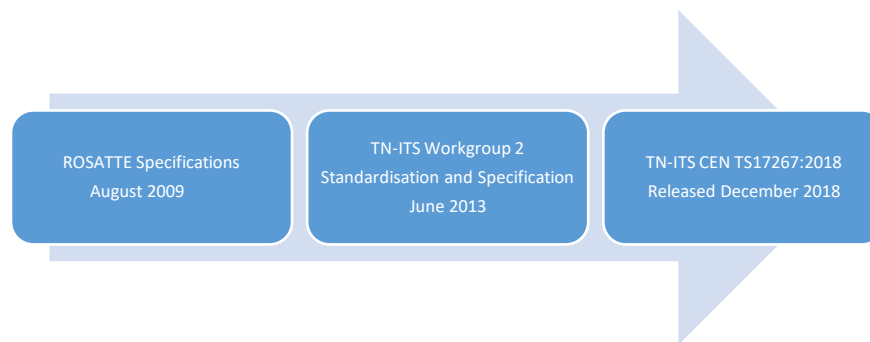 ROSATTE Specifications
August 2009
TN-ITS Workgroup 2
Standardisation and Specification
June 2013
TN-ITS CEN TS17267:2018
Released December 2018